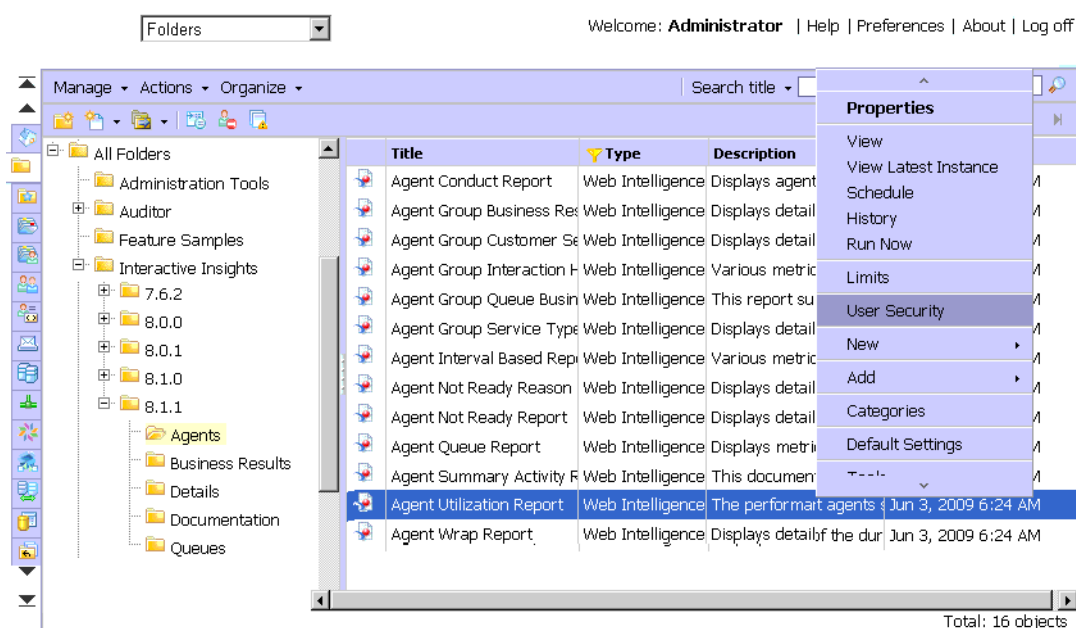 Folders
Welcome: Administrator | Help | Preferences | About | Log off
Manage Actions Organize
Search title
All Folders
Administration Tools
Auditor
Feature Samples
Interactive Insights
7.6.2
8.0.0
8.0.1
8.1.0
8.1.1
Agents
Business Results
Details
Documentation
Queues
Title Type Description
Agent Conduct Report Web Intelligence Displays agent M
Agent Group Business Res Web Intelligence Displays detail M
Agent Group Customer Se Web Intelligence Displays detail M
Agent Group Interaction H Web Intelligence Various metric M
Agent Group Queue Busin Web Intelligence This report su M
Agent Group Service Type Web Intelligence Displays detail M
Agent Interval Based Rep Web Intelligence Various metric M
Agent Not Ready Reason Web Intelligence Displays detail M
Agent Not Ready Report Web Intelligence Displays detail M
Agent Queue Report Web Intelligence Displays metri M
Agent Summary Activity R Web Intelligence This document M
Agent Utilization Report Web Intelligence The performart agents s Jun 3, 2009 6:24 AM
Agent Wrap Report Web Intelligence Displays detail of the dur Jun 3, 2009 6:24 AM
Properties
View
View Latest Instance
Schedule
History
Run Now
Limits
User Security
New
Add
Categories
Default Settings
Total: 16 objects